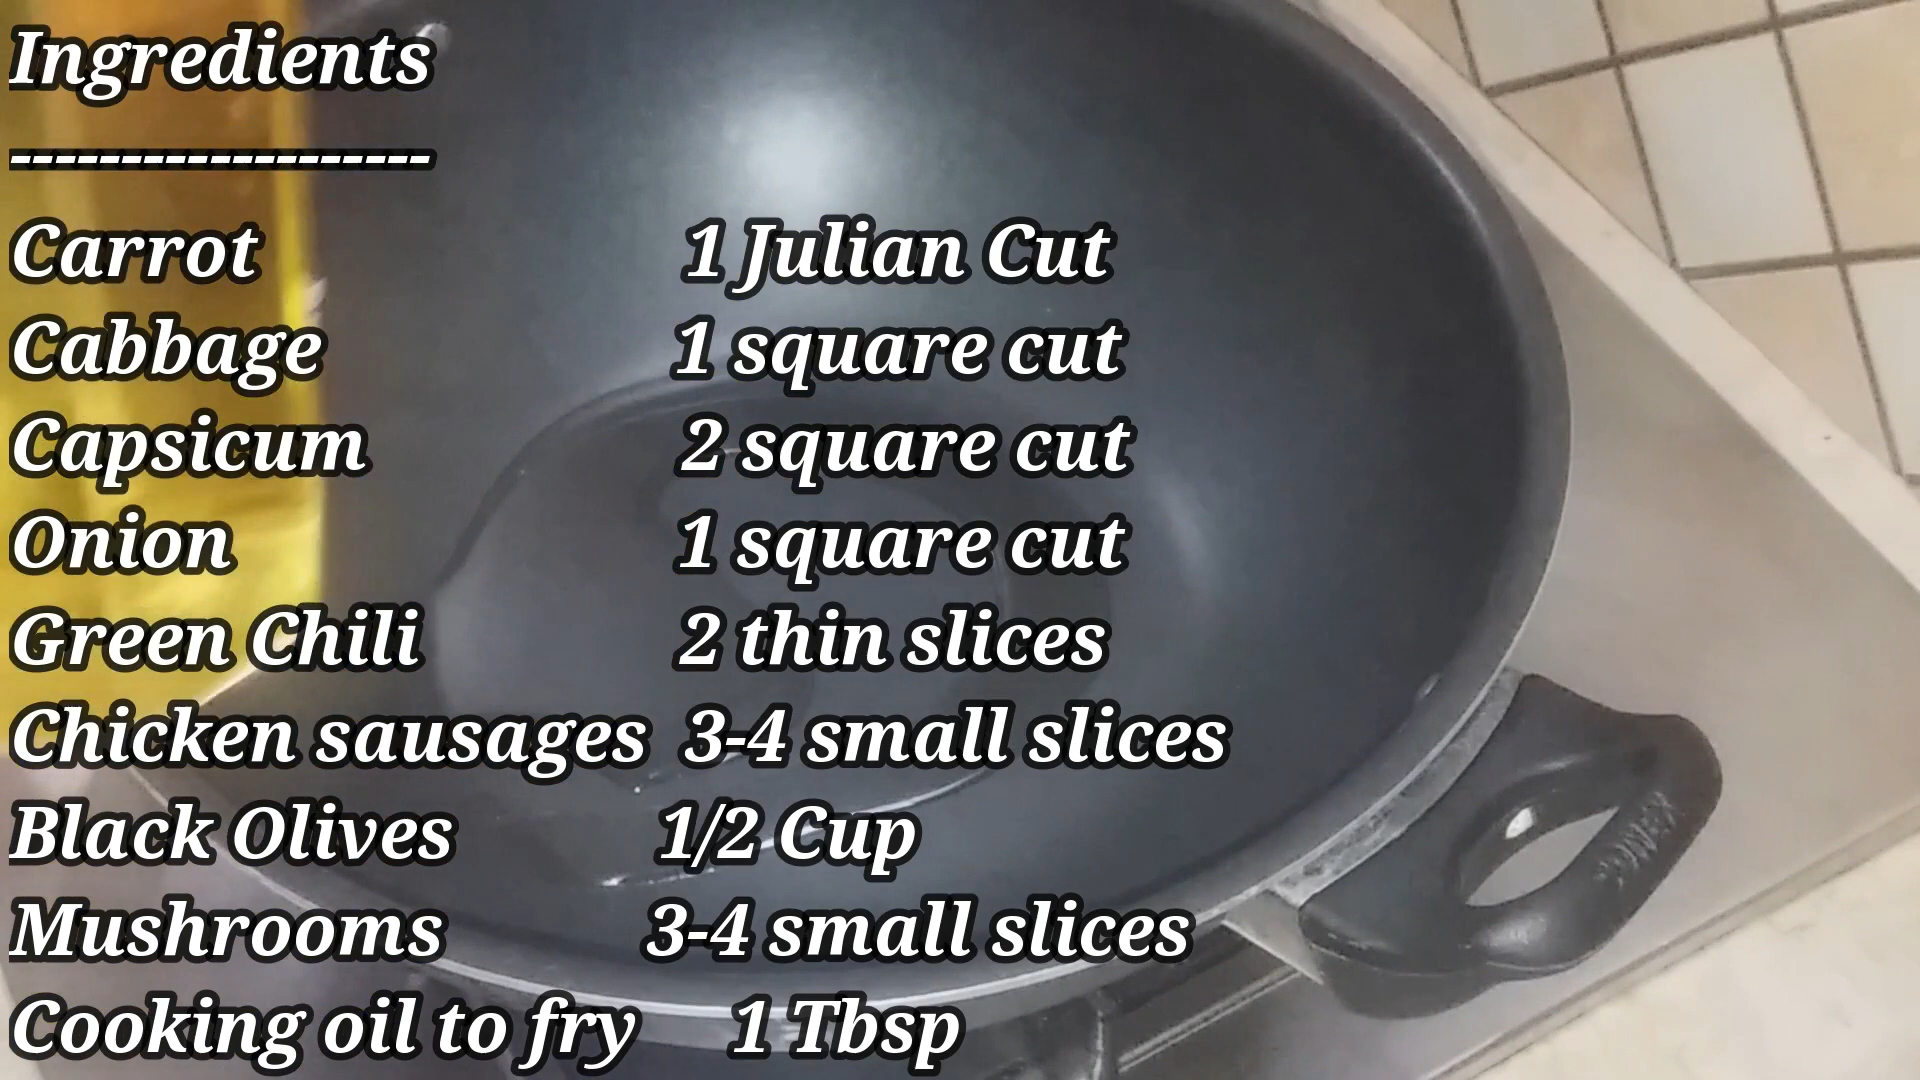 Ingredients
-------------------
Carrot 1 Julian Cut
Cabbage 1 square cut
Capsicum 2 square cut
Onion 1 square cut
Green Chili 2 thin slices
Chicken sausages 3-4 small slices
Black Olives 1/2 Cup
Mushrooms 3-4 small slices
Cooking oil to fry 1 Tbsp